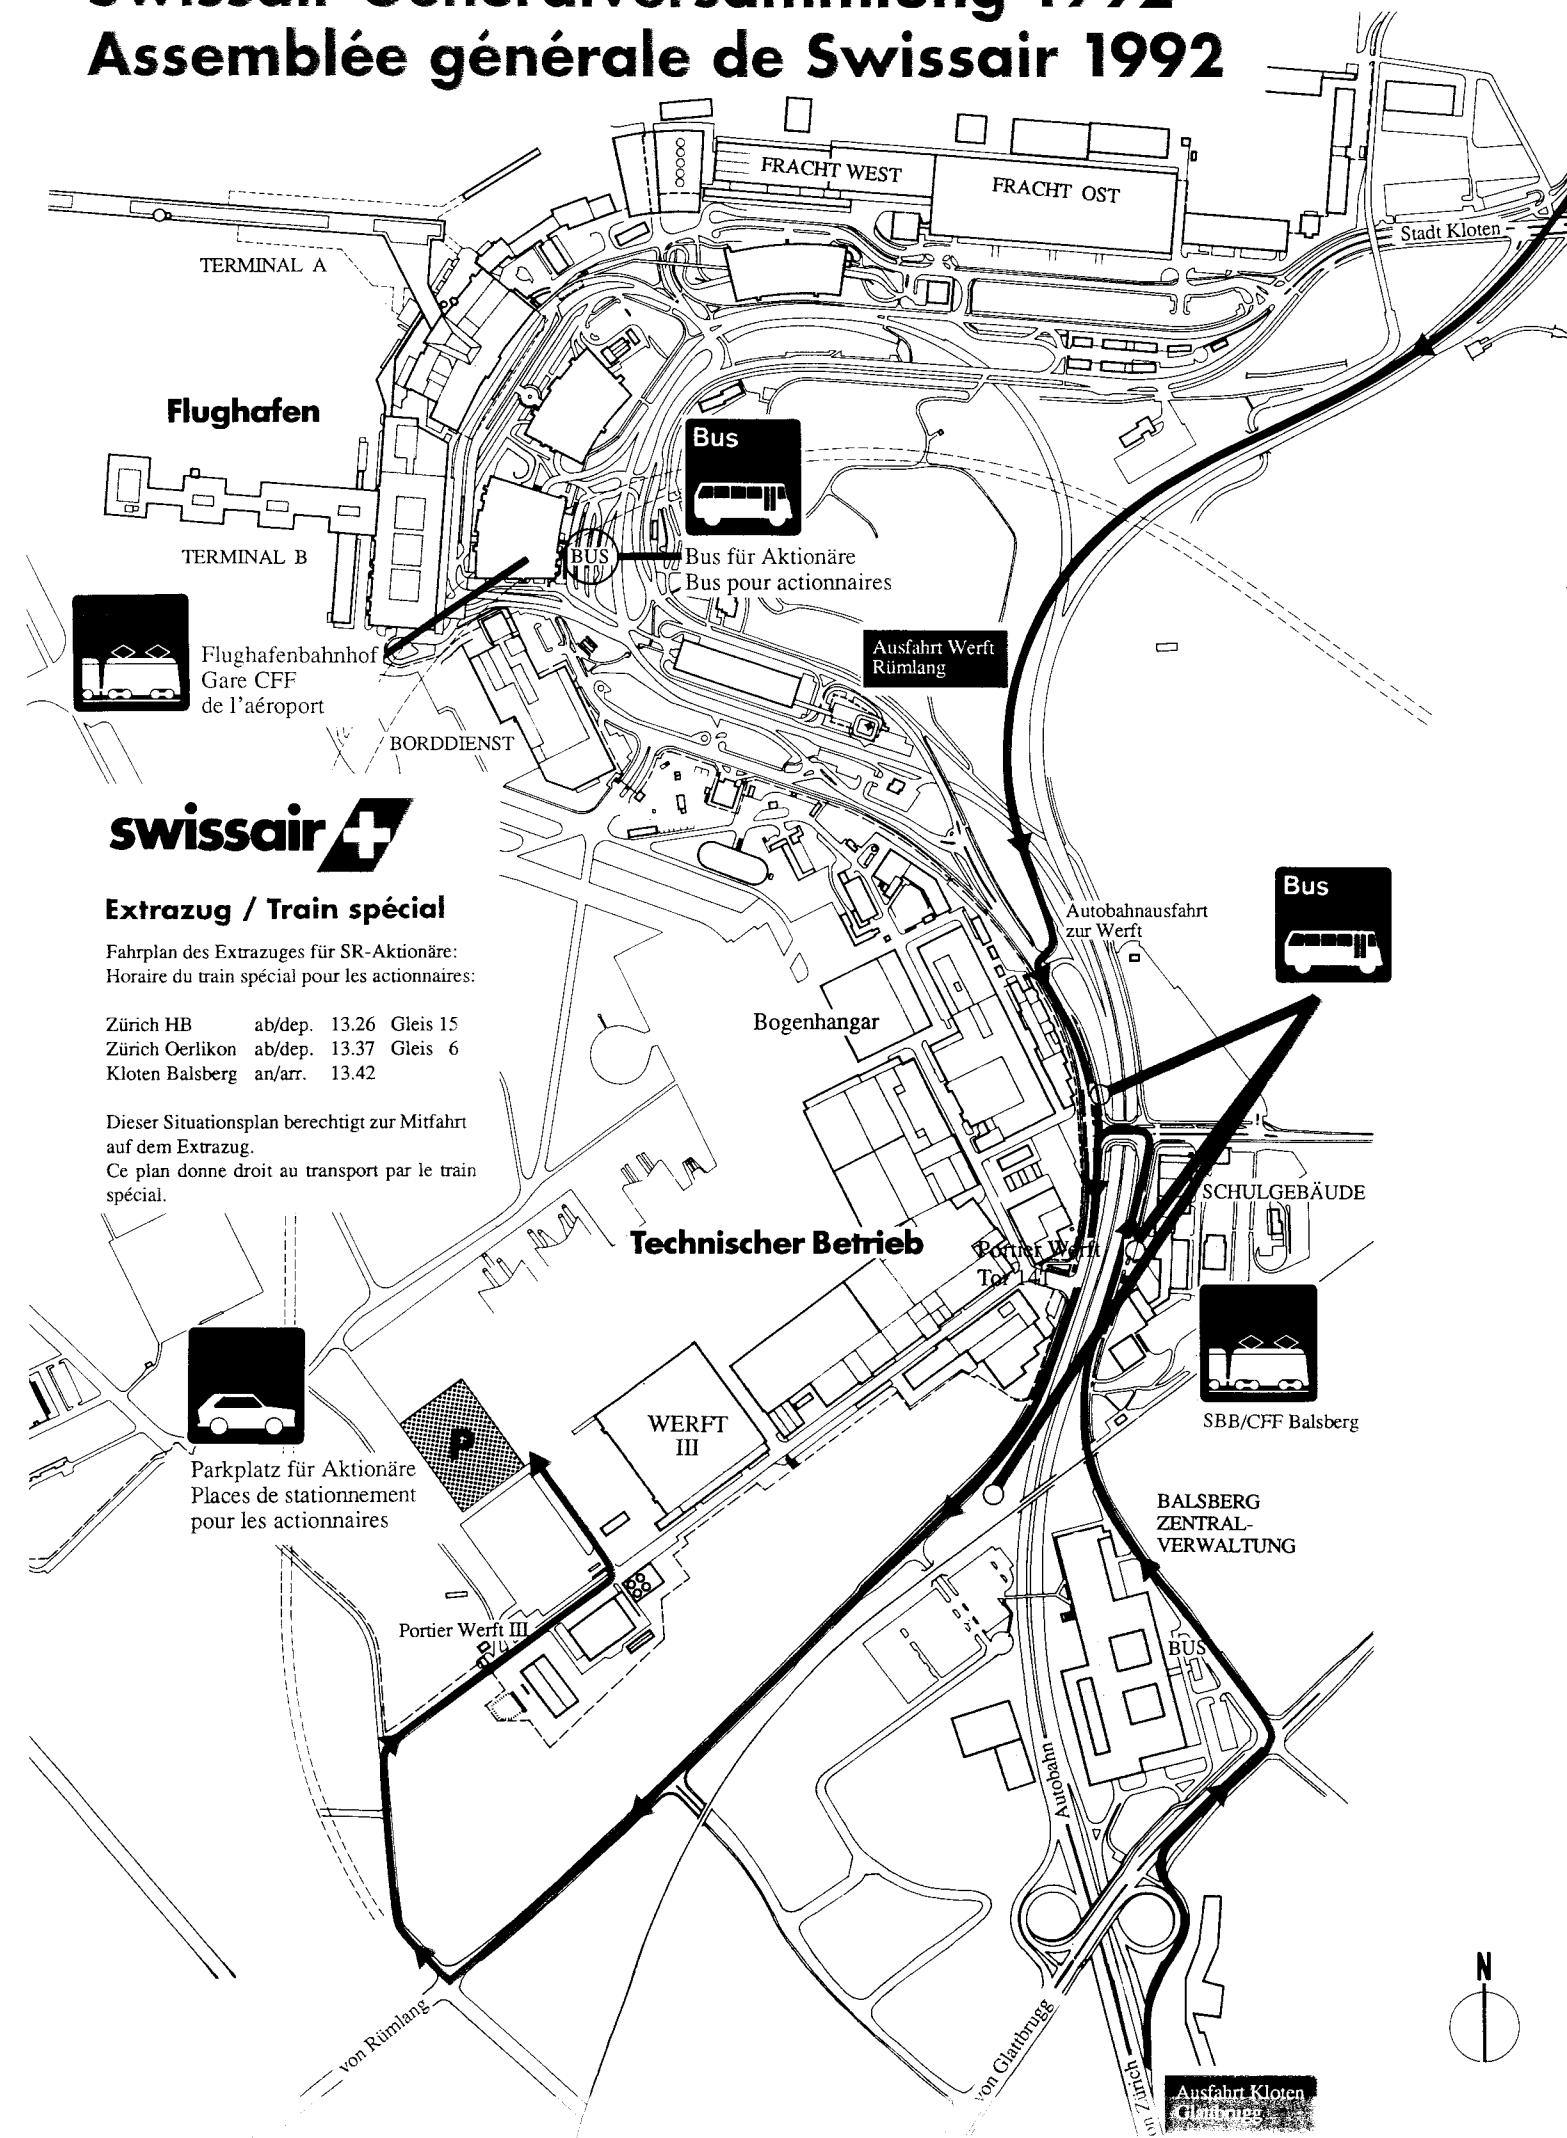 Swissair Generalversammlung 1992
Assemblée générale de Swissair 1992
FRACHT WEST
FRACHT OST
Stadt Kloten
TERMINAL A
Flughafen
Bus
TERMINAL B
BUS
Bus für Aktionäre
Bus pour actionnaires
Ausfahrt Werft
Rümlang
Flughafenbahnhof
Gare CFF
de l'aéroport
BORDDIENST
swissair
Extrazug / Train spécial
Fahrplan des Extrazuges für SR-Aktionäre:
Horaire du train spécial pour les actionnaires:
Zürich HB ab/dep. 13.26 Gleis 15
Zürich Oerlikon ab/dep. 13.37 Gleis 6
Kloten Balsberg an/arr. 13.42
Dieser Situationsplan berechtigt zur Mitfahrt
auf dem Extrazug.
Ce plan donne droit au transport par le train
spécial.
Bus
Autobahnausfahrt
zur Werft
Bogenhangar
SCHULGEBÄUDE
Technischer Betrieb
Portier Werft
Tor 141
SBB/CFF Balsberg
WERFT
III
P
Parkplatz für Aktionäre
Places de stationnement
pour les actionnaires
BALSBERG
ZENTRAL-
VERWALTUNG
Portier Werft III
BUS
Autobahn
von Rümlang
von Glattbrugg
von Zürich
N
Ausfahrt Kloten
Glattbrugg